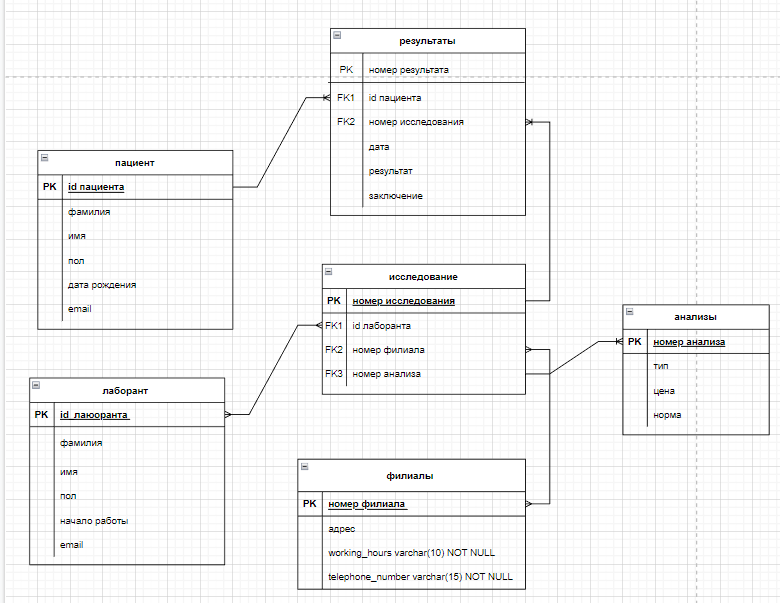 результаты
PK номер результата
FK1 id пациента
FK2 номер исследования
дата
результат
заключение
пациент
PK id пациента
фамилия
имя
пол
дата рождения
email
исследование
PK номер исследования
FK1 id лаборанта
FK2 номер филиала
FK3 номер анализа
анализы
PK номер анализа
тип
цена
норма
лаборант
PK id_лаюоранта
фамилия
имя
пол
начало работы
email
филиалы
PK номер филиала
адрес
working_hours varchar(10) NOT NULL
telephone_number varchar(15) NOT NULL